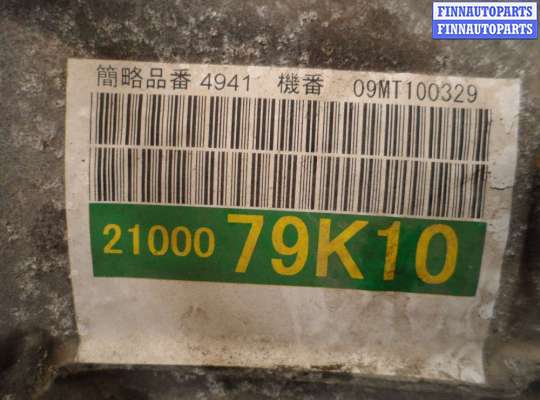 FINNAUTOPARTS
FINNAUTOPARTS
簡略品番 4941 機番 09MT100329
21000 79K10